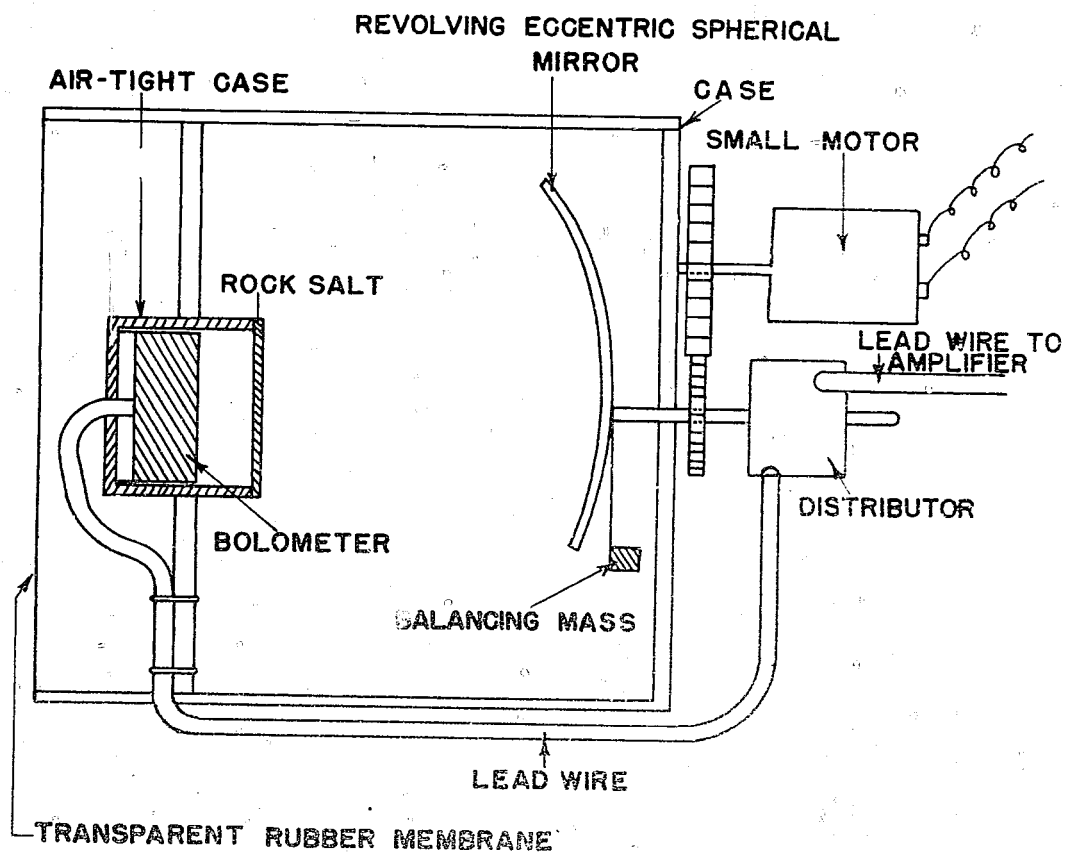 REVOLVING ECCENTRIC SPHERICAL
MIRROR
AIR-TIGHT CASE
CASE
SMALL MOTOR
ROCK SALT
LEAD WIRE TO
AMPLIFIER
DISTRIBUTOR
BOLOMETER
BALANCING MASS
LEAD WIRE
TRANSPARENT RUBBER MEMBRANE